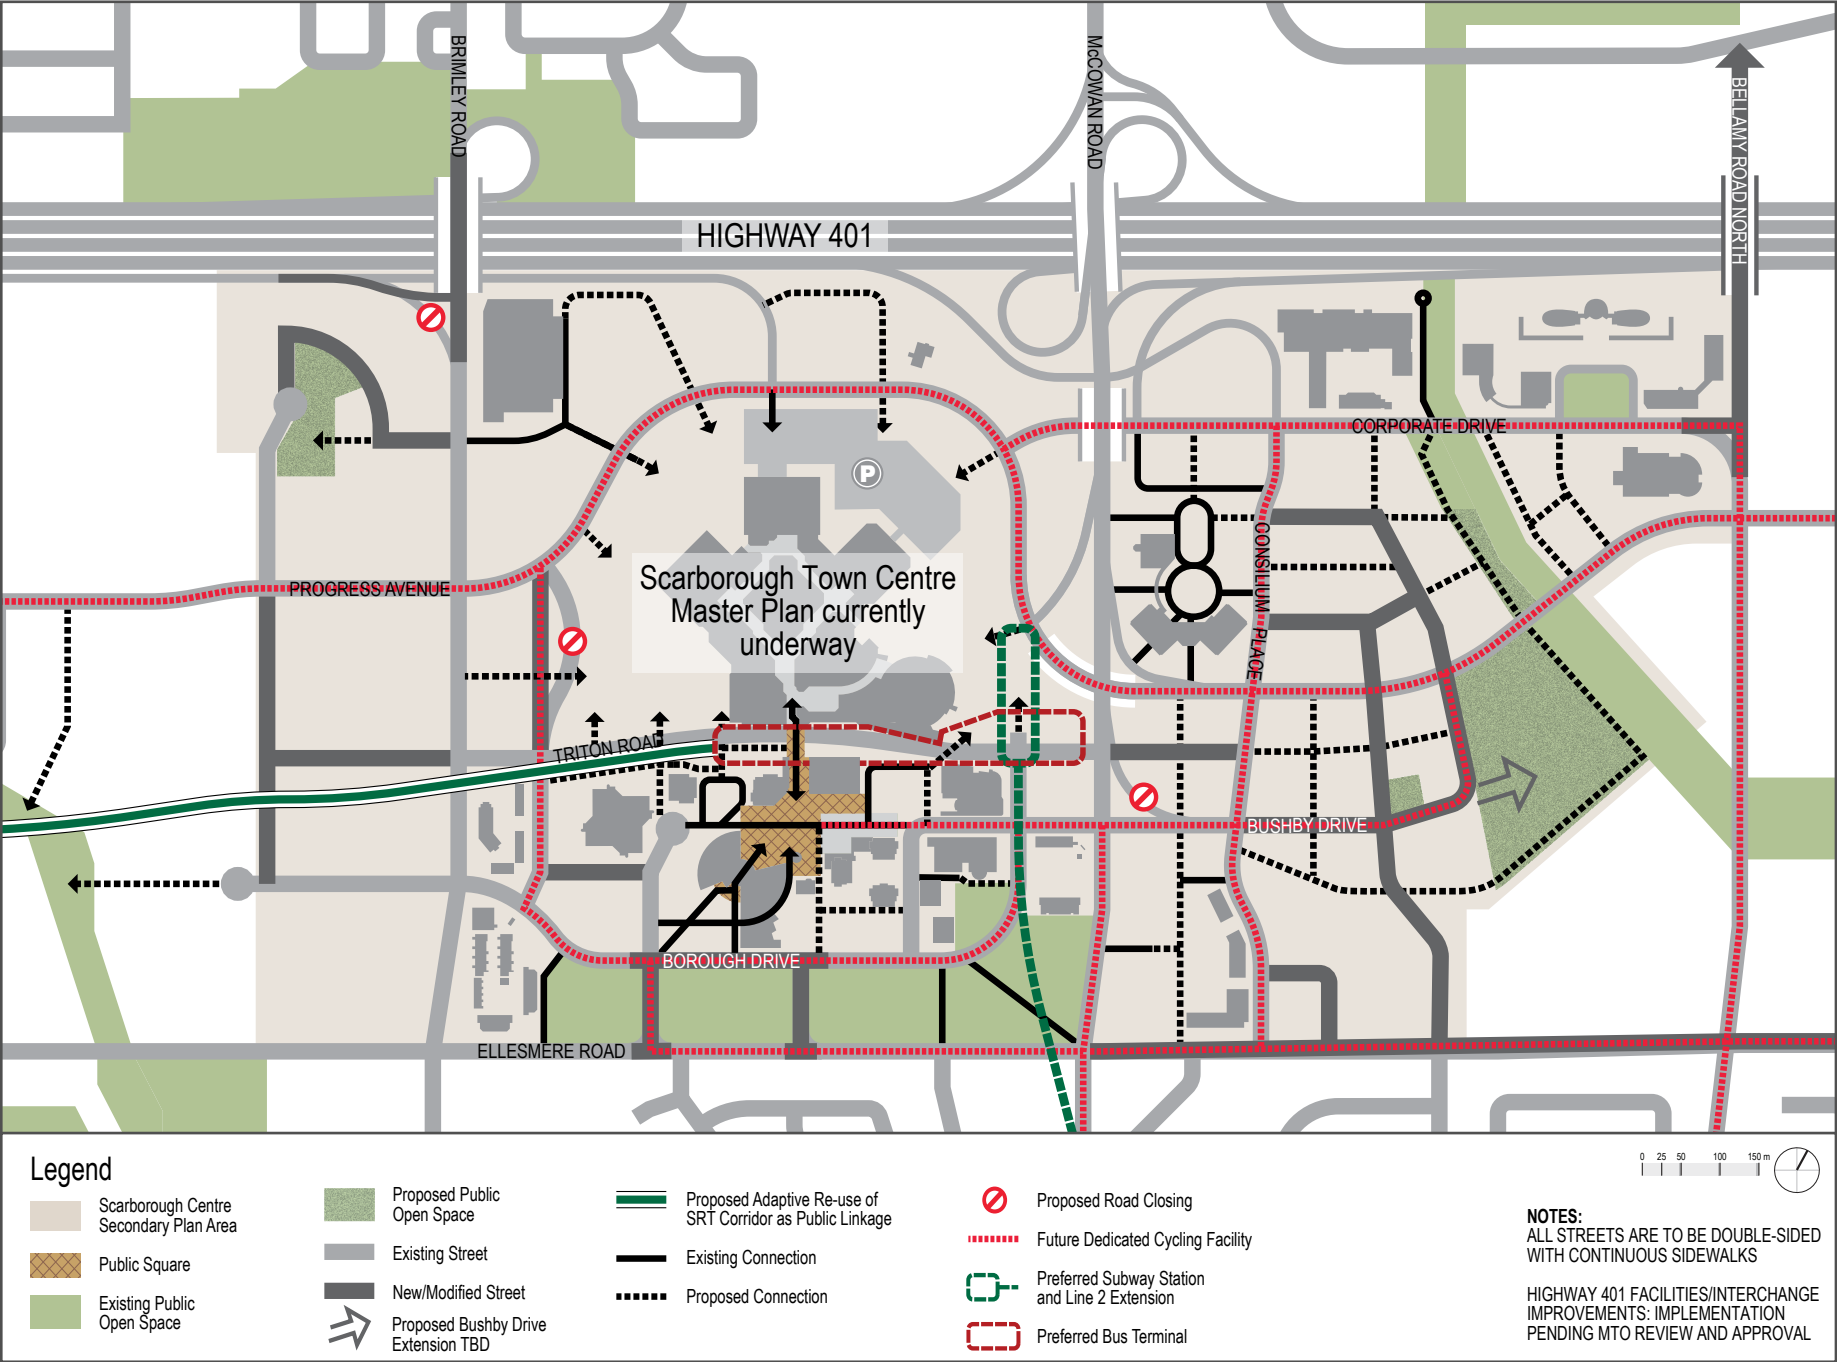 BRIMLEY ROAD
McCOWAN ROAD
BELLAMY ROAD NORTH
HIGHWAY 401
CORPORATE DRIVE
P
CONSILIUM PLACE
Scarborough Town Centre
Master Plan currently
underway
PROGRESS AVENUE
TRITON ROAD
BUSHBY DRIVE
BOROUGH DRIVE
ELLESMERE ROAD
Legend
Scarborough Centre
Secondary Plan Area
Public Square
Existing Public
Open Space
Proposed Public
Open Space
Existing Street
New/Modified Street
Proposed Bushby Drive
Extension TBD
Proposed Adaptive Re-use of
SRT Corridor as Public Linkage
Existing Connection
Proposed Connection
Proposed Road Closing
Future Dedicated Cycling Facility
Preferred Subway Station
and Line 2 Extension
Preferred Bus Terminal
0 25 50 100 150 m
NOTES:
ALL STREETS ARE TO BE DOUBLE-SIDED
WITH CONTINUOUS SIDEWALKS
HIGHWAY 401 FACILITIES/INTERCHANGE
IMPROVEMENTS: IMPLEMENTATION
PENDING MTO REVIEW AND APPROVAL